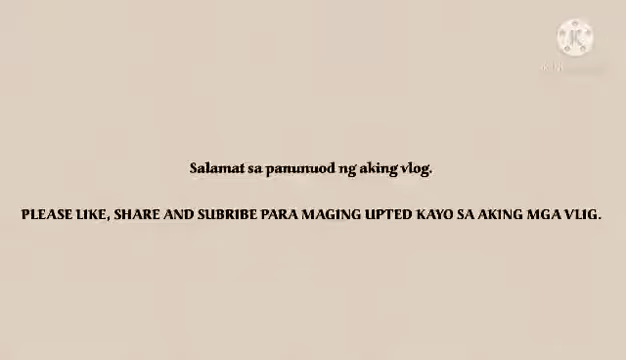 Salamat sa panunuod ng aking vlog.
PLEASE LIKE, SHARE AND SUBRIBE PARA MAGING UPTED KAYO SA AKING MGA VLIG.
K